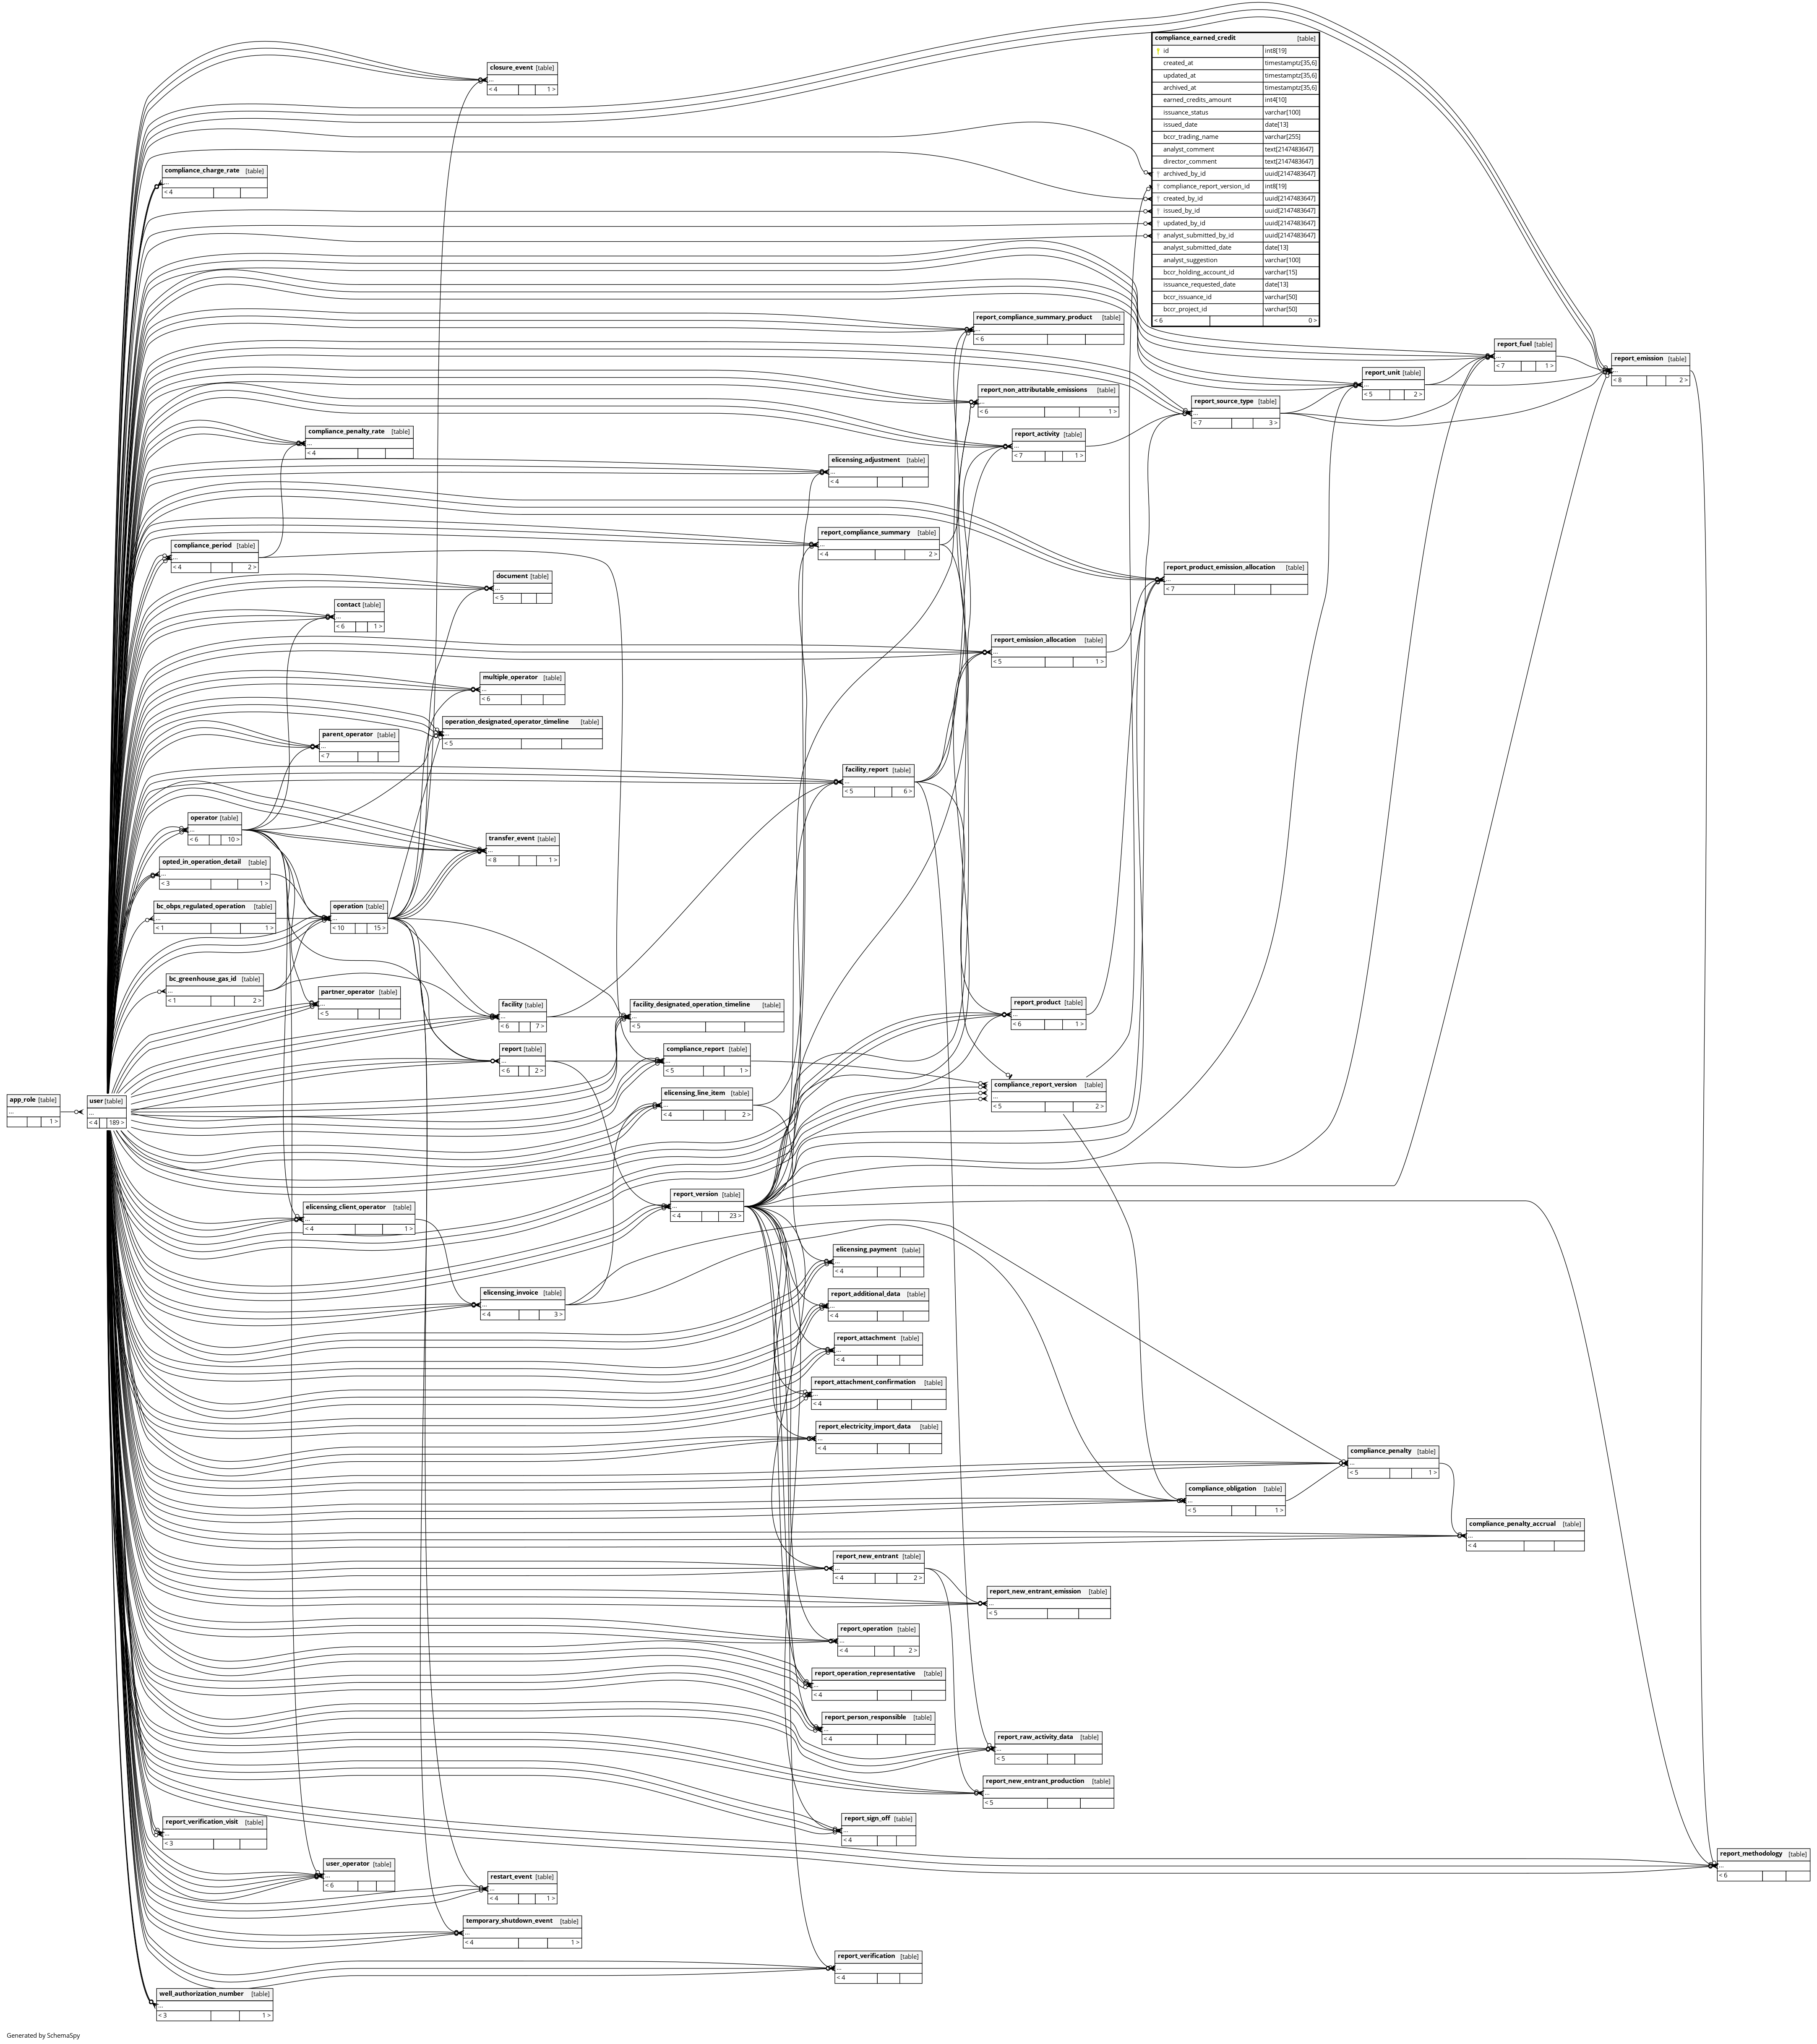 compliance_earned_credit [table]
id int8[19]
created_at timestamptz[35,6]
updated_at timestamptz[35,6]
archived_at timestamptz[35,6]
earned_credits_amount int4[10]
issuance_status varchar[100]
issued_date date[13]
bccr_trading_name varchar[255]
analyst_comment text[2147483647]
director_comment text[2147483647]
archived_by_id uuid[2147483647]
compliance_report_version_id int8[19]
created_by_id uuid[2147483647]
issued_by_id uuid[2147483647]
updated_by_id uuid[2147483647]
analyst_submitted_by_id uuid[2147483647]
analyst_submitted_date date[13]
analyst_suggestion varchar[100]
bccr_holding_account_id varchar[15]
issuance_requested_date date[13]
bccr_issuance_id varchar[50]
bccr_project_id varchar[50]
< 6 0 >
closure_event [table]
...
< 4 1 >
compliance_charge_rate [table]
...
< 4
report_compliance_summary_product [table]
...
< 6
report_fuel [table]
...
< 7 1 >
report_emission [table]
...
< 8 2 >
report_unit [table]
...
< 5 2 >
report_non_attributable_emissions [table]
...
< 6 1 >
report_source_type [table]
...
< 7 3 >
compliance_penalty_rate [table]
...
< 4
report_activity [table]
...
< 7 1 >
elicensing_adjustment [table]
...
< 4
report_compliance_summary [table]
...
< 4 2 >
compliance_period [table]
...
< 4 2 >
report_product_emission_allocation [table]
...
< 7
document [table]
...
< 5
contact [table]
...
< 6 1 >
report_emission_allocation [table]
...
< 5 1 >
multiple_operator [table]
...
< 6
operation_designated_operator_timeline [table]
...
< 5
parent_operator [table]
...
< 7
facility_report [table]
...
< 5 6 >
operator [table]
...
< 6 10 >
transfer_event [table]
...
< 8 1 >
opted_in_operation_detail [table]
...
< 3 1 >
bc_obps_regulated_operation [table]
...
< 1 1 >
operation [table]
...
< 10 15 >
bc_greenhouse_gas_id [table]
...
< 1 2 >
partner_operator [table]
...
< 5
facility [table]
...
< 6 7 >
facility_designated_operation_timeline [table]
...
< 5
report_product [table]
...
< 6 1 >
report [table]
...
< 6 2 >
compliance_report [table]
...
< 5 1 >
compliance_report_version [table]
...
< 5 2 >
app_role [table]
...
1 >
user [table]
...
< 4 189 >
elicensing_line_item [table]
...
< 4 2 >
report_version [table]
...
< 4 23 >
elicensing_client_operator [table]
...
< 4 1 >
elicensing_payment [table]
...
< 4
elicensing_invoice [table]
...
< 4 3 >
report_additional_data [table]
...
< 4
report_attachment [table]
...
< 4
report_attachment_confirmation [table]
...
< 4
report_electricity_import_data [table]
...
< 4
compliance_penalty [table]
...
< 5 1 >
compliance_obligation [table]
...
< 5 1 >
compliance_penalty_accrual [table]
...
< 4
report_new_entrant [table]
...
< 4 2 >
report_new_entrant_emission [table]
...
< 5
report_operation [table]
...
< 4 2 >
report_operation_representative [table]
...
< 4
report_person_responsible [table]
...
< 4
report_raw_activity_data [table]
...
< 5
report_new_entrant_production [table]
...
< 5
report_verification_visit [table]
...
< 3
report_sign_off [table]
...
< 4
report_methodology [table]
...
< 6
user_operator [table]
...
< 6
restart_event [table]
...
< 4 1 >
temporary_shutdown_event [table]
...
< 4 1 >
report_verification [table]
...
< 4
well_authorization_number [table]
...
< 3 1 >
Generated by SchemaSpy